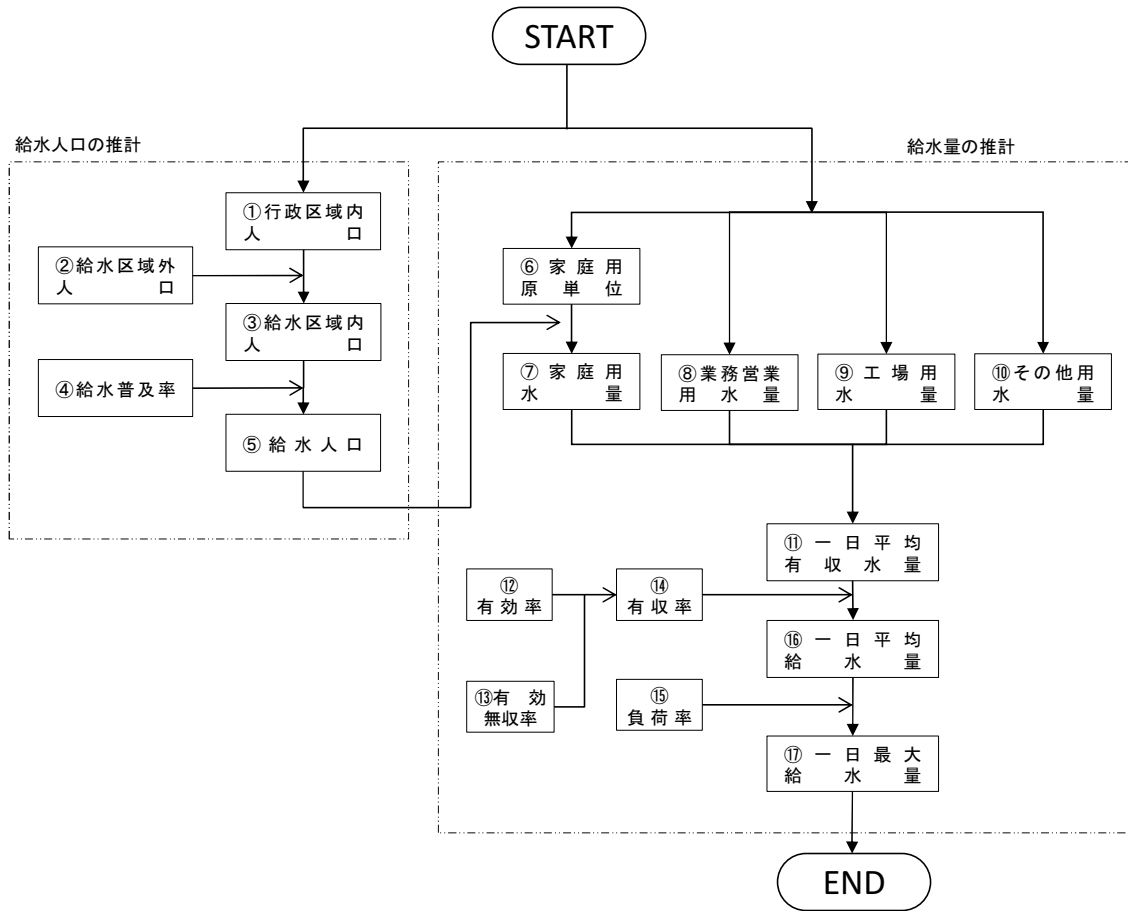 START
給水人口の推計
給水量の推計
①行政区域内
人口
②給水区域外
人口
③給水区域内
人口
④給水普及率
⑤給水人口
⑥家庭用
原単位
⑦家庭用
水量
⑧業務営業
用水量
⑨工場用
水量
⑩その他用
水量
⑪一日平均
有収水量
⑫
有効率
⑭
有収率
⑯一日平均
給水量
⑬有効
無収率
⑮
負荷率
⑰一日最大
給水量
END